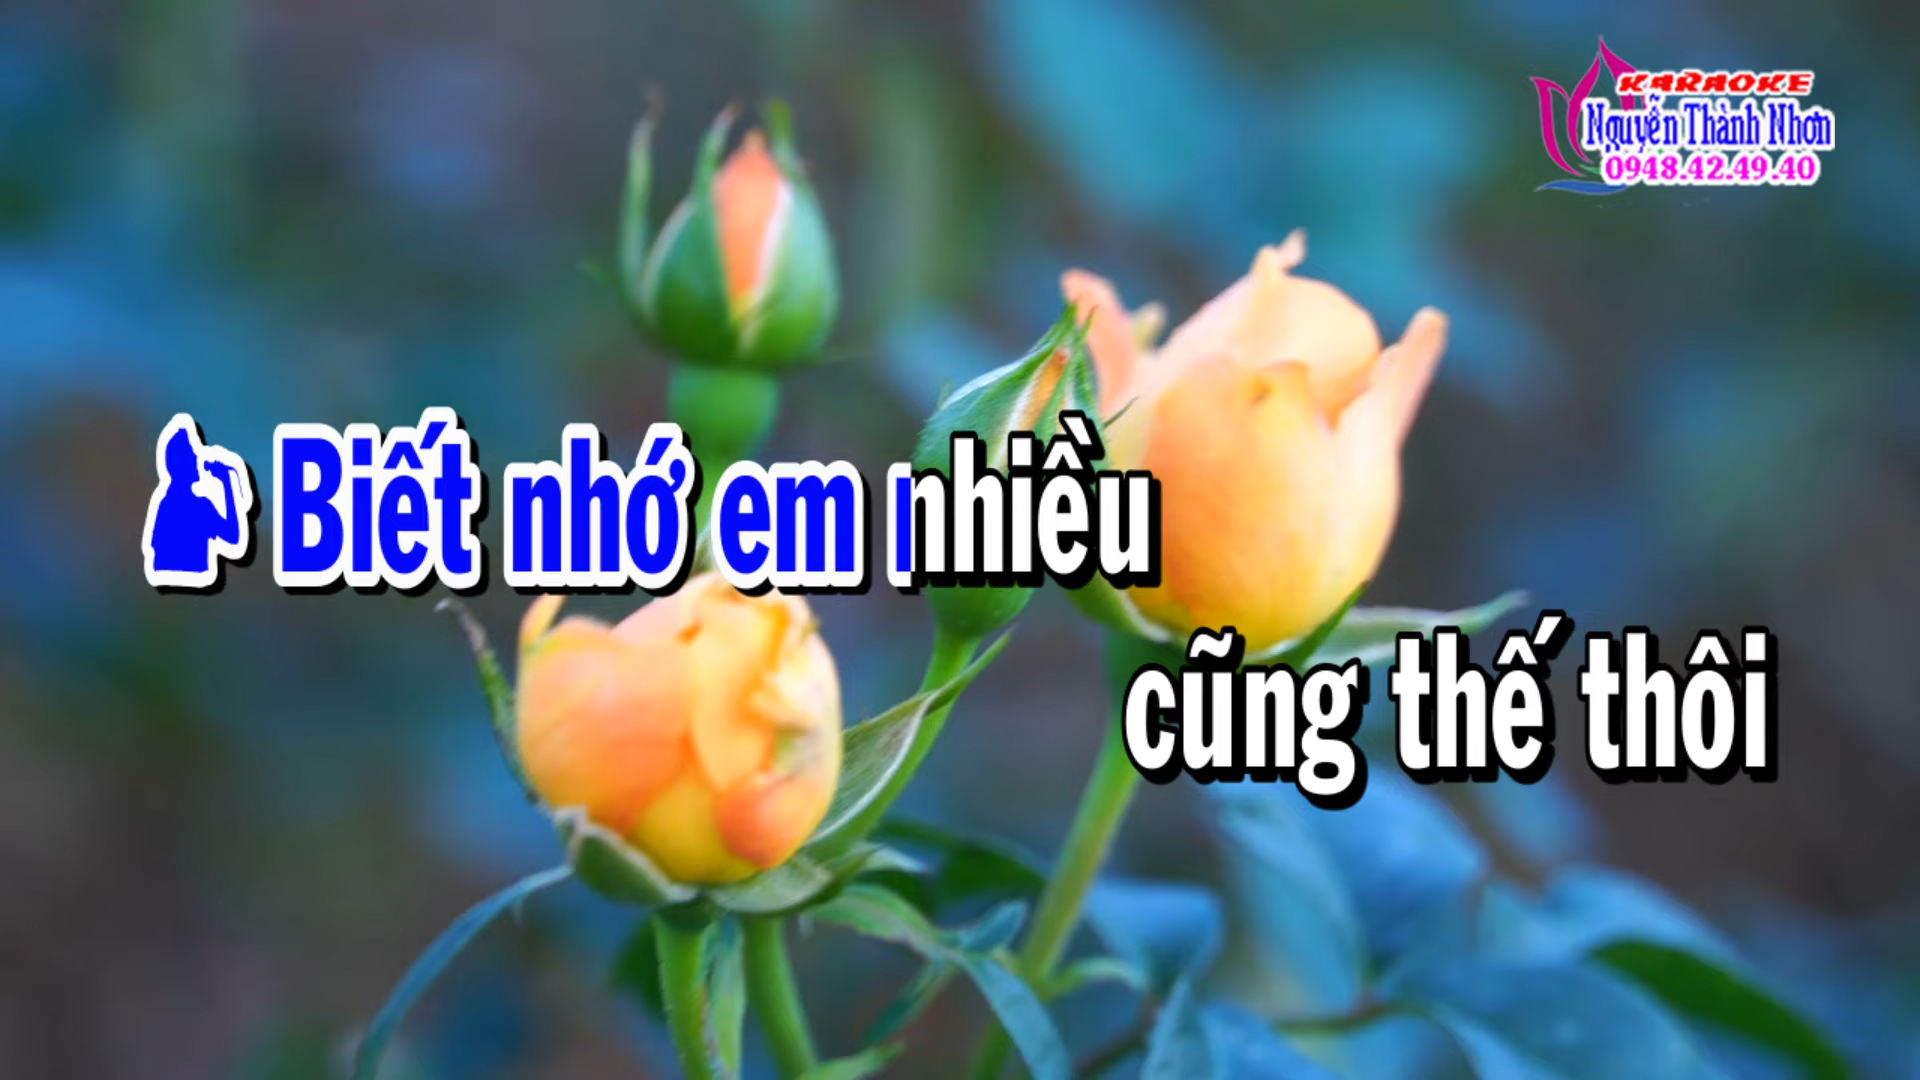 KARAOKE
Nguyễn Thành Nhơn
0948.42.49.40
Biết nhớ em nhiều
cũng thế thôi